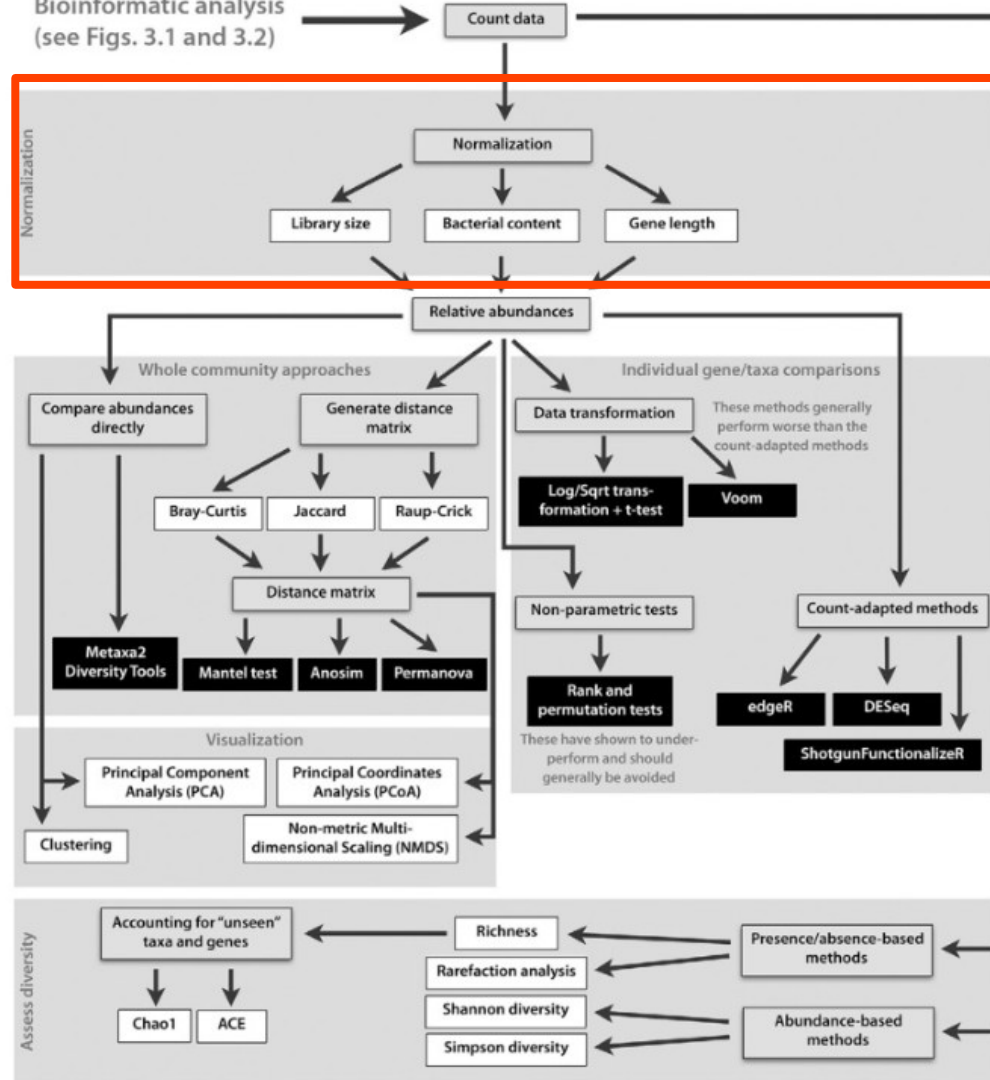 Bioinformatic analysis
(see Figs. 3.1 and 3.2)
Count data
Normalization
Normalization
Library size
Bacterial content
Gene length
Relative abundances
Whole community approaches
Compare abundances
directly
Generate distance
matrix
Bray-Curtis
Jaccard
Raup-Crick
Distance matrix
Metaxa2
Diversity Tools
Mantel test
Anosim
Permanova
Individual gene/taxa comparisons
Data transformation
These methods generally
perform worse than the
count-adapted methods
Log/Sqrt trans-
formation + t-test
Voom
Non-parametric tests
Count-adapted methods
Rank and
permutation tests
These have shown to under-
perform and should
generally be avoided
edgeR
DESeq
ShotgunFunctionalizeR
Visualization
Principal Component
Analysis (PCA)
Principal Coordinates
Analysis (PCoA)
Clustering
Non-metric Multi-
dimensional Scaling (NMDS)
Assess diversity
Accounting for "unseen"
taxa and genes
Chao1
ACE
Richness
Rarefaction analysis
Shannon diversity
Simpson diversity
Presence/absence-based
methods
Abundance-based
methods